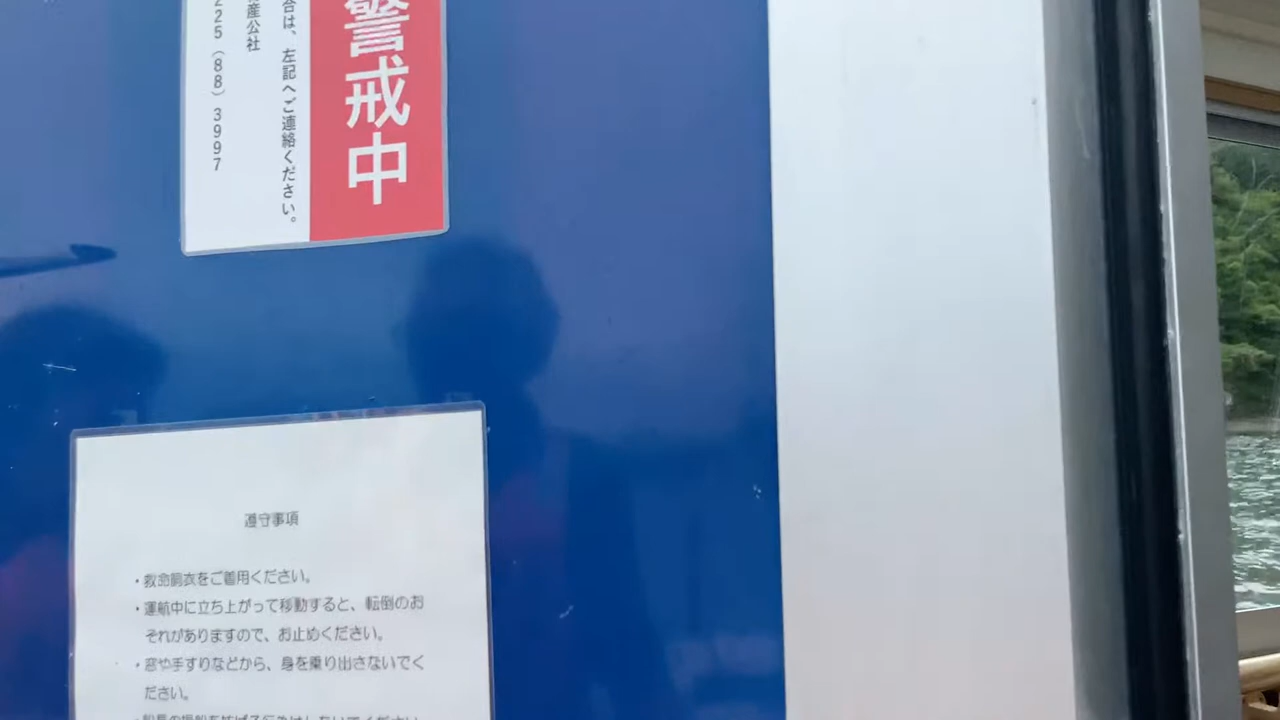 警戒中
合は、左記へご連絡ください。
産公社
225(88)3997
遵守事項
・救命胴衣をご着用ください。
・運航中に立ち上がって移動すると、転倒のお
それがありますので、お止めください。
・窓や手すりなどから、身を乗り出さないでく
ださい。